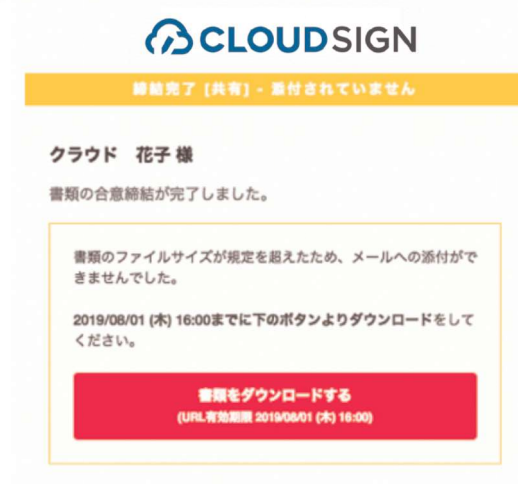 CLOUDSIGN
締結完了 [共有] - 添付されていません
クラウド 花子 様
書類の合意締結が完了しました。
書類のファイルサイズが規定を超えたため、メールへの添付がで
きませんでした。
2019/08/01 (木) 16:00までに下のボタンよりダウンロードをして
ください。
書類をダウンロードする
(URL有効期限 2019/08/01 (木) 16:00)